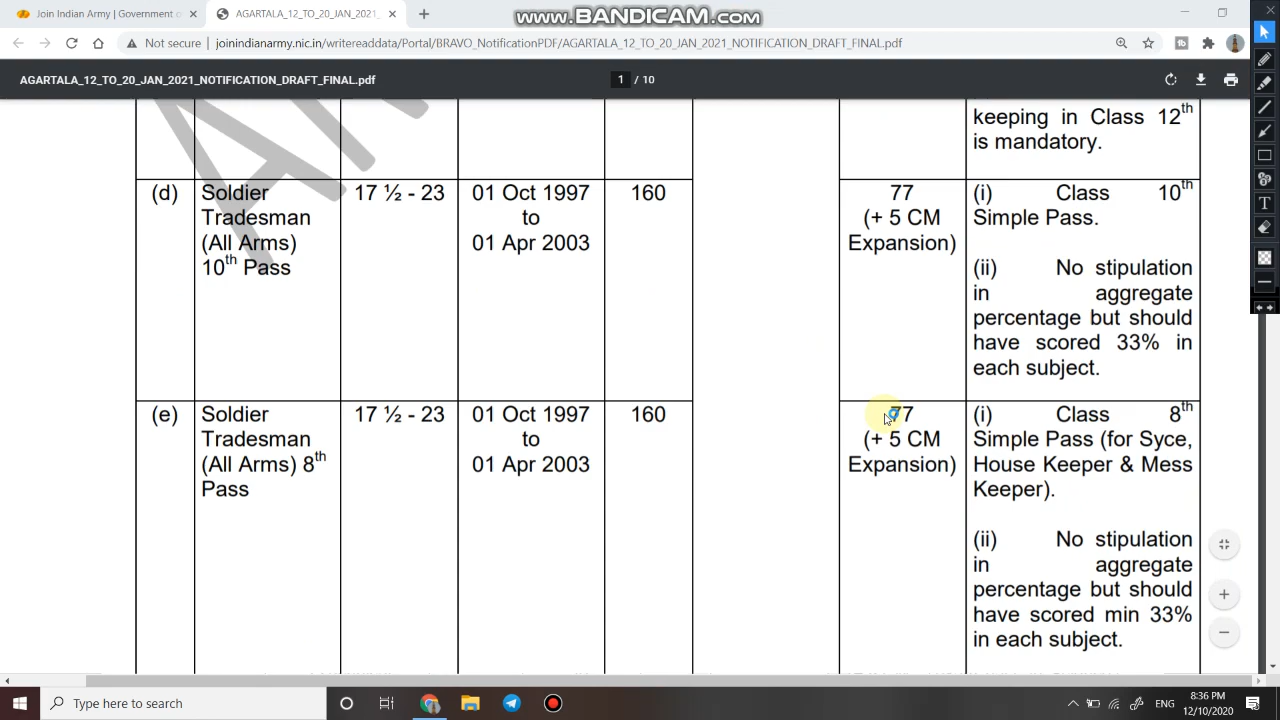 Join Indian Army | Government o
AGARTALA_12_TO_20_JAN_2021_
www.BANDICAM.com
Not secure | joinindianarmy.nic.in/writereaddata/Portal/BRAVO_NotificationPDF/AGARTALA_12_TO_20_JAN_2021_NOTIFICATION_DRAFT_FINAL.pdf
AGARTALA_12_TO_20_JAN_2021_NOTIFICATION_DRAFT_FINAL.pdf
1 / 10
keeping in Class 12th
is mandatory.
(d) Soldier 17 ½ - 23 01 Oct 1997 160 77 (i) Class 10th
Tradesman to (+ 5 CM Simple Pass.
(All Arms) 01 Apr 2003 Expansion)
10th Pass (ii) No stipulation
in aggregate
percentage but should
have scored 33% in
each subject.
(e) Soldier 17 ½ - 23 01 Oct 1997 160 77 (i) Class 8th
Tradesman to (+ 5 CM Simple Pass (for Syce,
(All Arms) 8th 01 Apr 2003 Expansion) House Keeper & Mess
Pass Keeper).
(ii) No stipulation
in aggregate
percentage but should
have scored min 33%
in each subject.
Type here to search
ENG
8:36 PM
12/10/2020